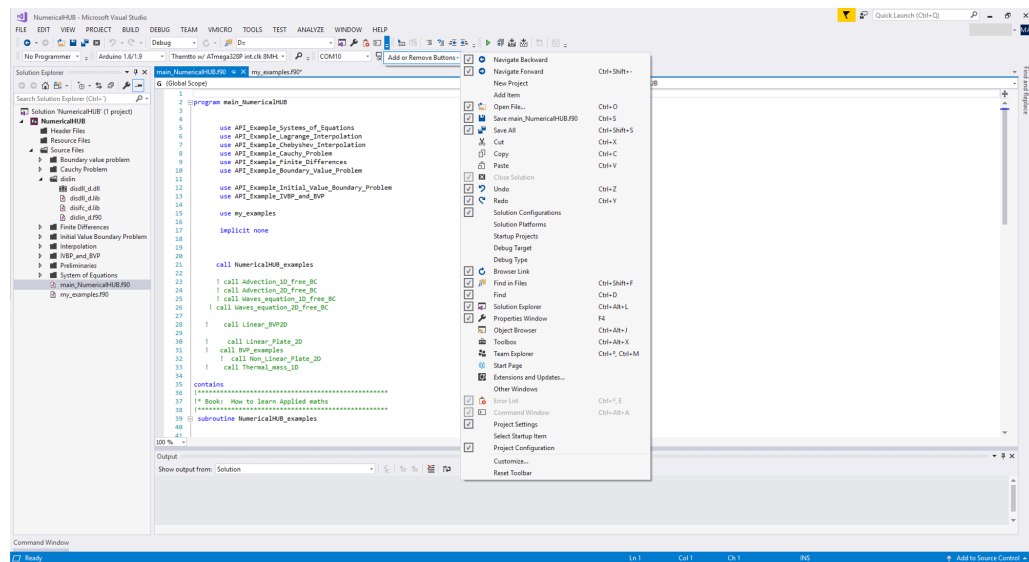 NumericalHUB - Microsoft Visual Studio
Quick Launch (Ctrl+Q)
FILE EDIT VIEW PROJECT BUILD DEBUG TEAM VMICRO TOOLS TEST ANALYZE WINDOW HELP
Debug D=
No Programmer Arduino 1.6/1.9 Themtto w/ ATmega328P int.clk 8MHz COM10 Add or Remove Buttons
Solution Explorer
Search Solution Explorer (Ctrl+¨)
Solution 'NumericalHUB' (1 project)
NumericalHUB
Header Files
Resource Files
Source Files
Boundary value problem
Cauchy Problem
dislin
disdll_d.dll
disdll_d.lib
disifc_d.lib
dislin_d.f90
Finite Differences
Initial Value Boundary Problem
Interpolation
IVBP_and_BVP
Preliminaries
System of Equations
main_NumericalHUB.f90
my_examples.f90
main_NumericalHUB.f90 my_examples.f90*
(Global Scope)
1
2 program main_NumericalHUB
3
4
5 use API_Example_Systems_of_Equations
6 use API_Example_Lagrange_Interpolation
7 use API_Example_Chebyshev_Interpolation
8 use API_Example_Cauchy_Problem
9 use API_Example_Finite_Differences
10 use API_Example_Boundary_Value_Problem
11
12 use API_Example_Initial_Value_Boundary_Problem
13 use API_Example_IVBP_and_BVP
14
15 use my_examples
16
17 implicit none
18
19
20
21 call NumericalHUB_examples
22
23 ! call Advection_1D_free_BC
24 ! call Advection_2D_free_BC
25 ! call Waves_equation_1D_free_BC
26 ! call Waves_equation_2D_free_BC
27
28 ! call Linear_BVP2D
29
30 ! call Linear_Plate_2D
31 ! call BVP_examples
32 ! call Non_Linear_Plate_2D
33 ! call Thermal_mass_1D
34
35 contains
36 !************************************************
37 !* Book: How to learn Applied maths
38 !************************************************
39 subroutine NumericalHUB_examples
40
41
100 %
Navigate Backward
Navigate Forward Ctrl+Shift+-
New Project
Add Item
Open File... Ctrl+O
Save main_NumericalHUB.f90 Ctrl+S
Save All Ctrl+Shift+S
Cut Ctrl+X
Copy Ctrl+C
Paste Ctrl+V
Close Solution
Undo Ctrl+Z
Redo Ctrl+Y
Solution Configurations
Solution Platforms
Startup Projects
Debug Target
Debug Type
Browser Link
Find in Files Ctrl+Shift+F
Find Ctrl+D
Solution Explorer Ctrl+Alt+L
Properties Window F4
Object Browser Ctrl+Alt+J
Toolbox Ctrl+Alt+X
Team Explorer Ctrl+º, Ctrl+M
Start Page
Extensions and Updates...
Other Windows
Error List Ctrl+º, E
Command Window Ctrl+Alt+A
Project Settings
Select Startup Item
Project Configuration
Customize...
Reset Toolbar
Find and Replace
Output
Show output from: Solution
Command Window
Ready Ln 1 Col 1 Ch 1 INS Add to Source Control